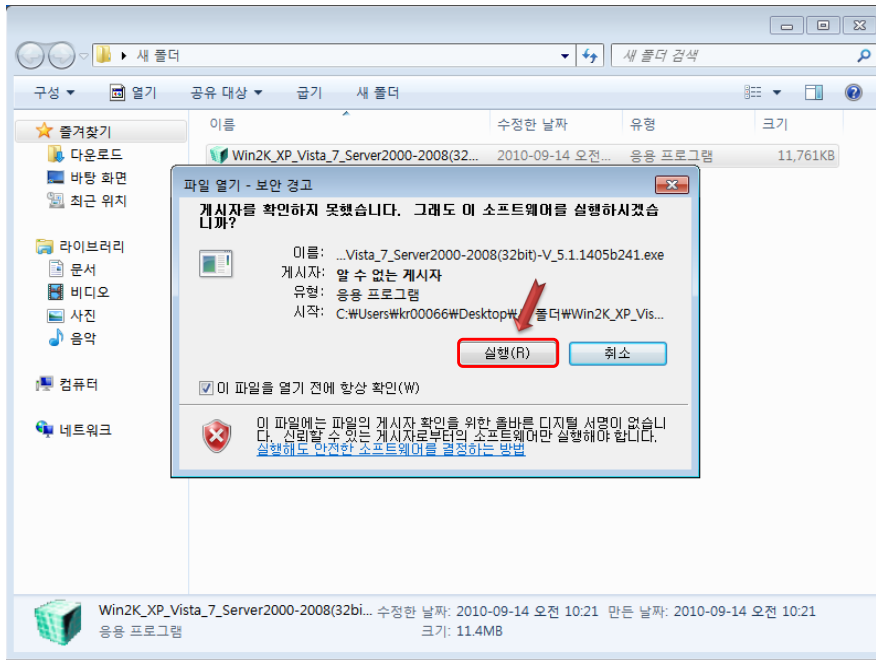 새 폴더
새 폴더 검색
구성
열기
공유 대상
굽기
새 폴더
이름
수정한 날짜
유형
크기
즐겨찾기
다운로드
바탕 화면
최근 위치
라이브러리
문서
비디오
사진
음악
컴퓨터
네트워크
Win2K_XP_Vista_7_Server2000-2008(32...
2010-09-14 오전...
응용 프로그램
11,761KB
파일 열기 - 보안 경고
게시자를 확인하지 못했습니다. 그래도 이 소프트웨어를 실행하시겠습
니까?
이름: ...Vista_7_Server2000-2008(32bit)-V_5.1.1405b241.exe
게시자: 알 수 없는 게시자
유형: 응용 프로그램
시작: C:₩Users₩kr00066₩Desktop₩ 폴더₩Win2K_XP_Vis...
실행(R)
취소
이 파일을 열기 전에 항상 확인(W)
이 파일에는 파일의 게시자 확인을 위한 올바른 디지털 서명이 없습니
다. 신뢰할 수 있는 게시자로부터의 소프트웨어만 실행해야 합니다.
실행해도 안전한 소프트웨어를 결정하는 방법
Win2K_XP_Vista_7_Server2000-2008(32bi... 수정한 날짜: 2010-09-14 오전 10:21 만든 날짜: 2010-09-14 오전 10:21
응용 프로그램 크기: 11.4MB